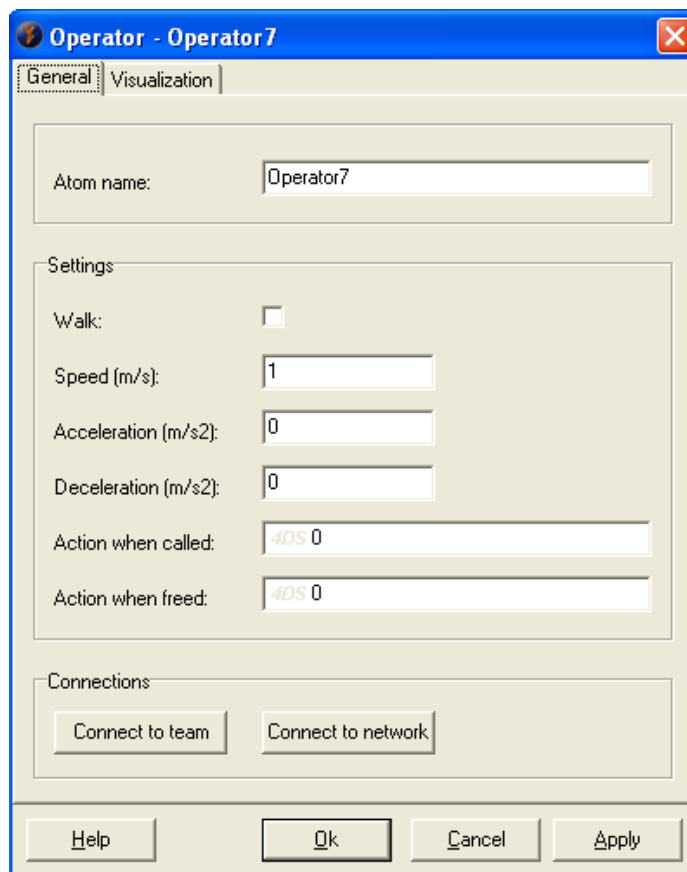 Operator - Operator7
General Visualization
Atom name: Operator7
Settings
Walk:
Speed (m/s): 1
Acceleration (m/s2): 0
Deceleration (m/s2): 0
Action when called: 4DS 0
Action when freed: 4DS 0
Connections
Connect to team Connect to network
Help Ok Cancel Apply